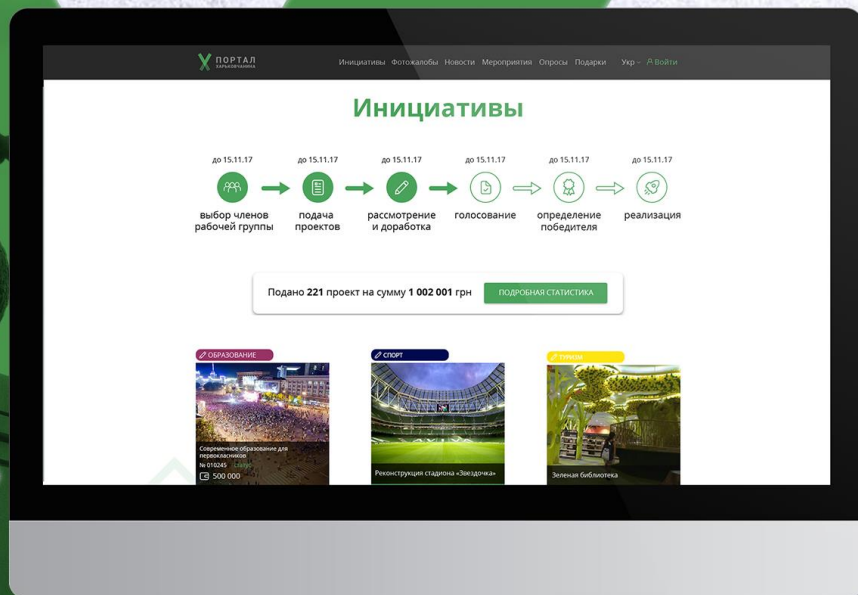 ПОРТАЛ
ХАРЬКОВЧАНИНА
Инициативы Фотожалобы Новости Мероприятия Опросы Подарки Укр Войти
Инициативы
до 15.11.17 до 15.11.17 до 15.11.17 до 15.11.17 до 15.11.17 до 15.11.17
выбор членов рабочей группы
подача проектов
рассмотрение и доработка
голосование
определение победителя
реализация
Подано 221 проект на сумму 1 002 001 грн
ПОДРОБНАЯ СТАТИСТИКА
ОБРАЗОВАНИЕ
Современное образование для
первокласников
№ 010245
500 000
СПОРТ
Реконструкция стадиона «Звездочка»
ТУРИЗМ
Зеленая библиотека